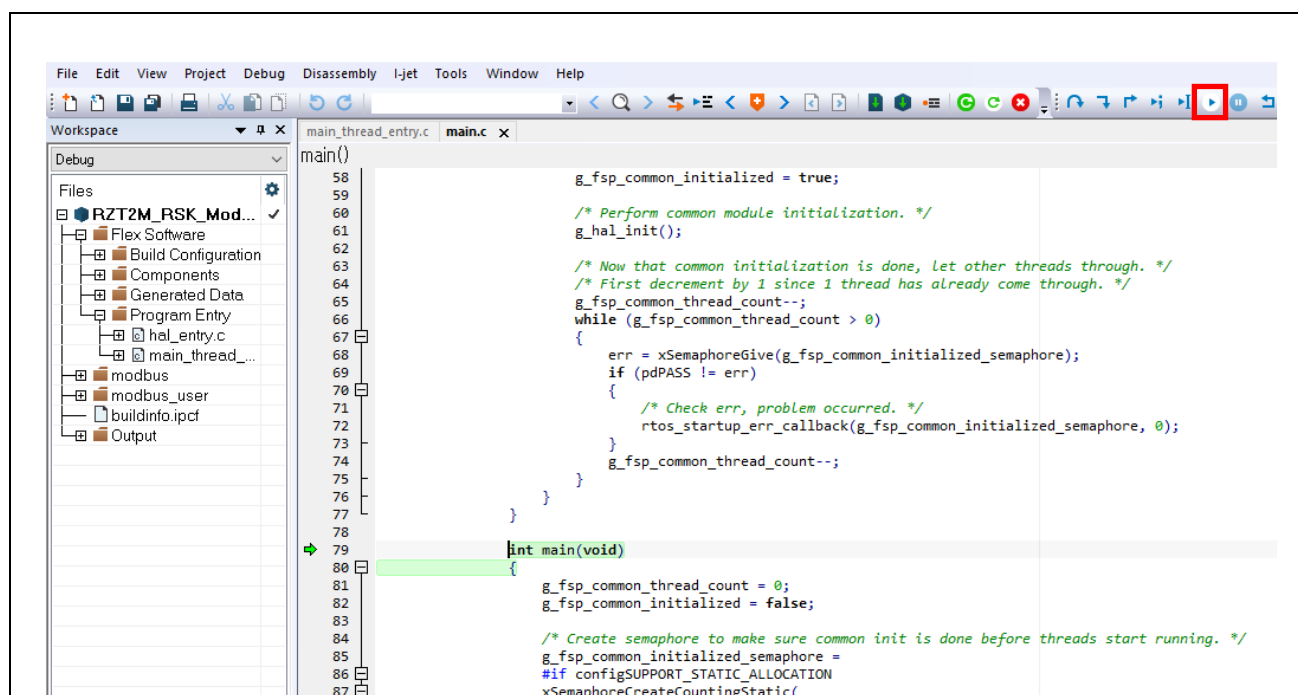 File Edit View Project Debug Disassembly I-jet Tools Window Help
Workspace
main_thread_entry.c main.c
Debug
main()
Files
RZT2M_RSK_Mod...
Flex Software
Build Configuration
Components
Generated Data
Program Entry
hal_entry.c
main_thread_...
modbus
modbus_user
buildinfo.ipcf
Output
58 g_fsp_common_initialized = true;
59
60 /* Perform common module initialization. */
61 g_hal_init();
62
63 /* Now that common initialization is done, let other threads through. */
64 /* First decrement by 1 since 1 thread has already come through. */
65 g_fsp_common_thread_count--;
66 while (g_fsp_common_thread_count > 0)
67 {
68 err = xSemaphoreGive(g_fsp_common_initialized_semaphore);
69 if (pdPASS != err)
70 {
71 /* Check err, problem occurred. */
72 rtos_startup_err_callback(g_fsp_common_initialized_semaphore, 0);
73 }
74 g_fsp_common_thread_count--;
75 }
76 }
77 }
78
79 int main(void)
80 {
81 g_fsp_common_thread_count = 0;
82 g_fsp_common_initialized = false;
83
84 /* Create semaphore to make sure common init is done before threads start running. */
85 g_fsp_common_initialized_semaphore =
86 #if configSUPPORT_STATIC_ALLOCATION
87 xSemaphoreCreateCountingStatic(